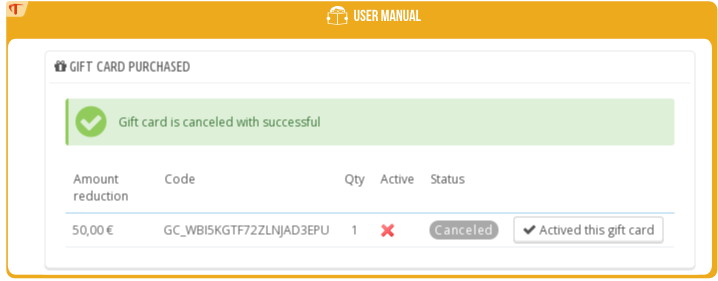 USER MANUAL
GIFT CARD PURCHASED
Gift card is canceled with successful
Amount reduction Code Qty Active Status
50,00 € GC_WBI5KGTF72ZLNJAD3EPU 1 Canceled Actived this gift card